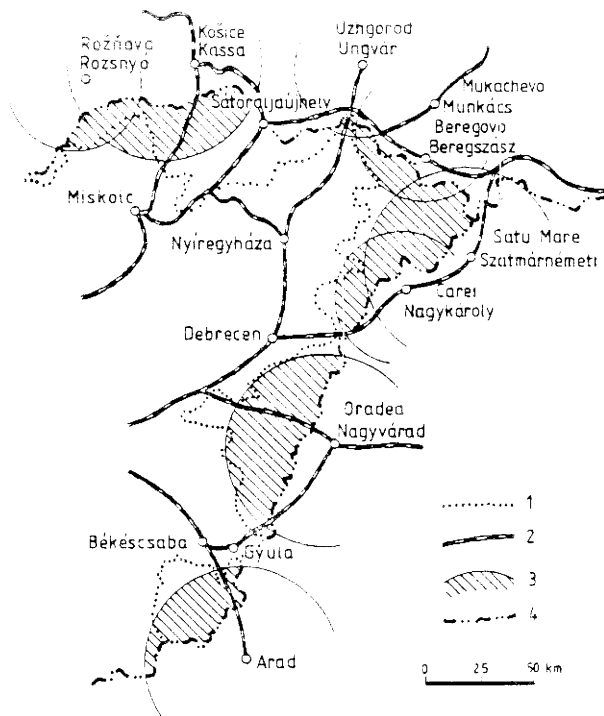 Rožňava
Rozsnyó
Košice
Kassa
Uzhgorod
Ungvár
Mukachevo
Munkács
Beregovo
Beregszász
Sátoraljaújhely
Miskolc
Nyíregyháza
Satu Mare
Szatmárnémeti
Carei
Nagykároly
Debrecen
Oradea
Nagyvárad
Békéscsaba
Gyula
Arad
1
2
3
4
0 25 50 km